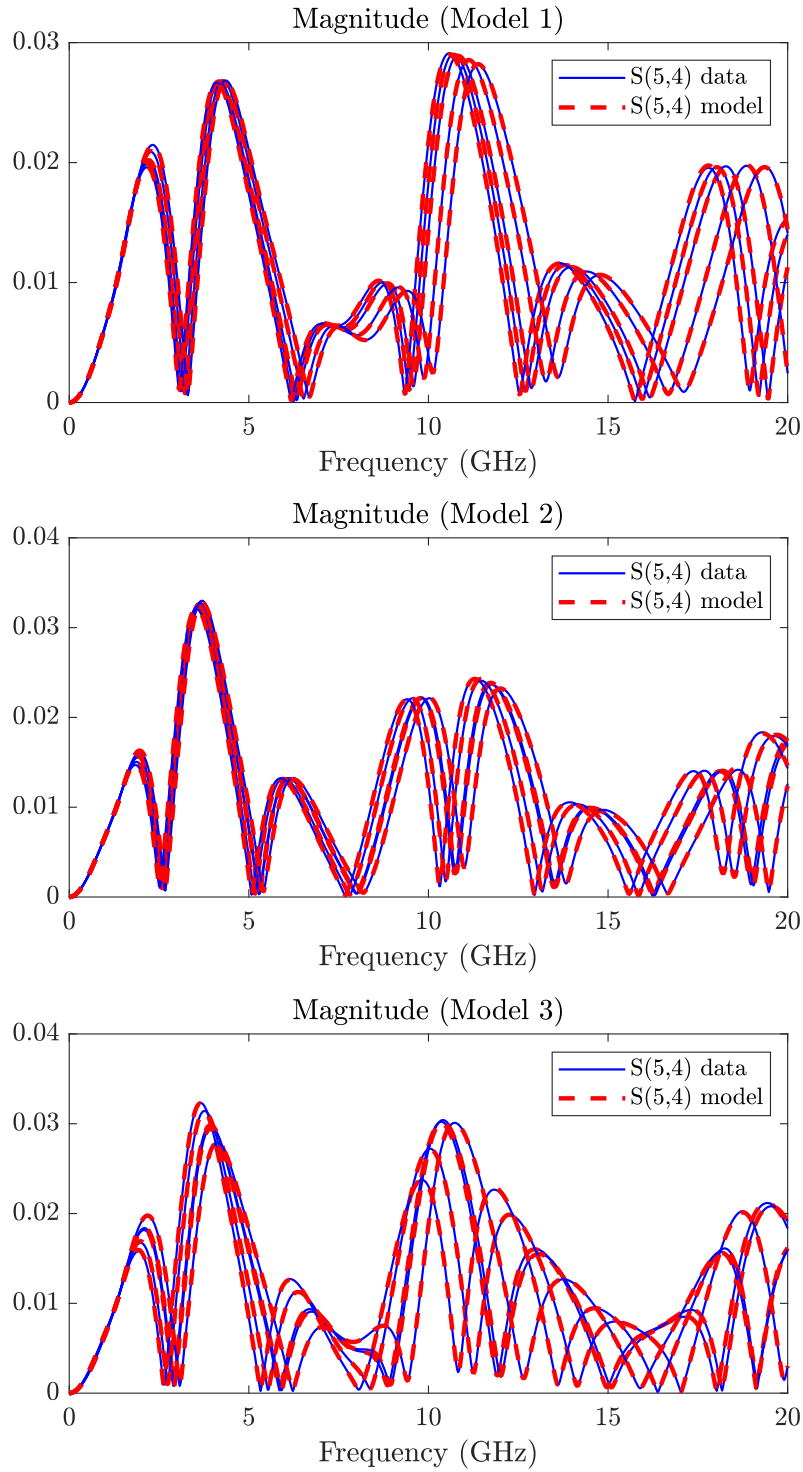 Magnitude (Model 1)
0.03
0.02
0.01
0
S(5,4) data
S(5,4) model
0 5 10 15 20
Frequency (GHz)
Magnitude (Model 2)
0.04
0.03
0.02
0.01
0
S(5,4) data
S(5,4) model
0 5 10 15 20
Frequency (GHz)
Magnitude (Model 3)
0.04
0.03
0.02
0.01
0
S(5,4) data
S(5,4) model
0 5 10 15 20
Frequency (GHz)